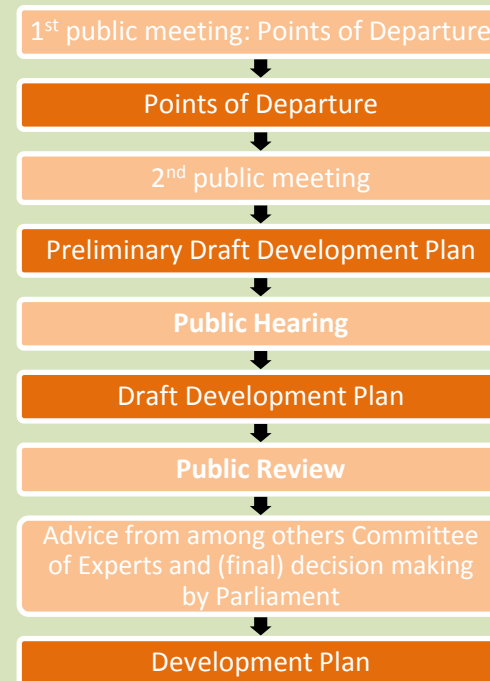 1st public meeting: Points of Departure
Points of Departure
2nd public meeting
Preliminary Draft Development Plan
Public Hearing
Draft Development Plan
Public Review
Advice from among others Committee
of Experts and (final) decision making
by Parliament
Development Plan